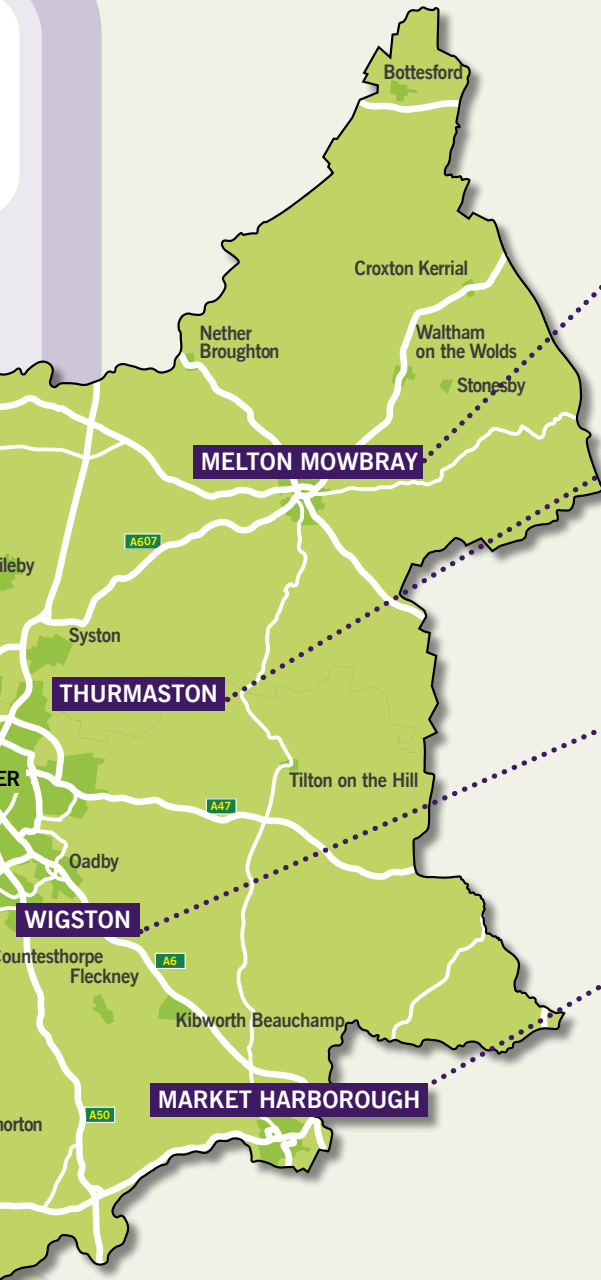 Bottesford
Croxton Kerrial
Nether
Broughton
Waltham
on the Wolds
Stonesby
MELTON MOWBRAY
A607
ileby
Syston
THURMASTON
ER
Tilton on the Hill
A47
Oadby
WIGSTON
ountesthorpe
Fleckney
A6
Kibworth Beauchamp
MARKET HARBOROUGH
A50
horton